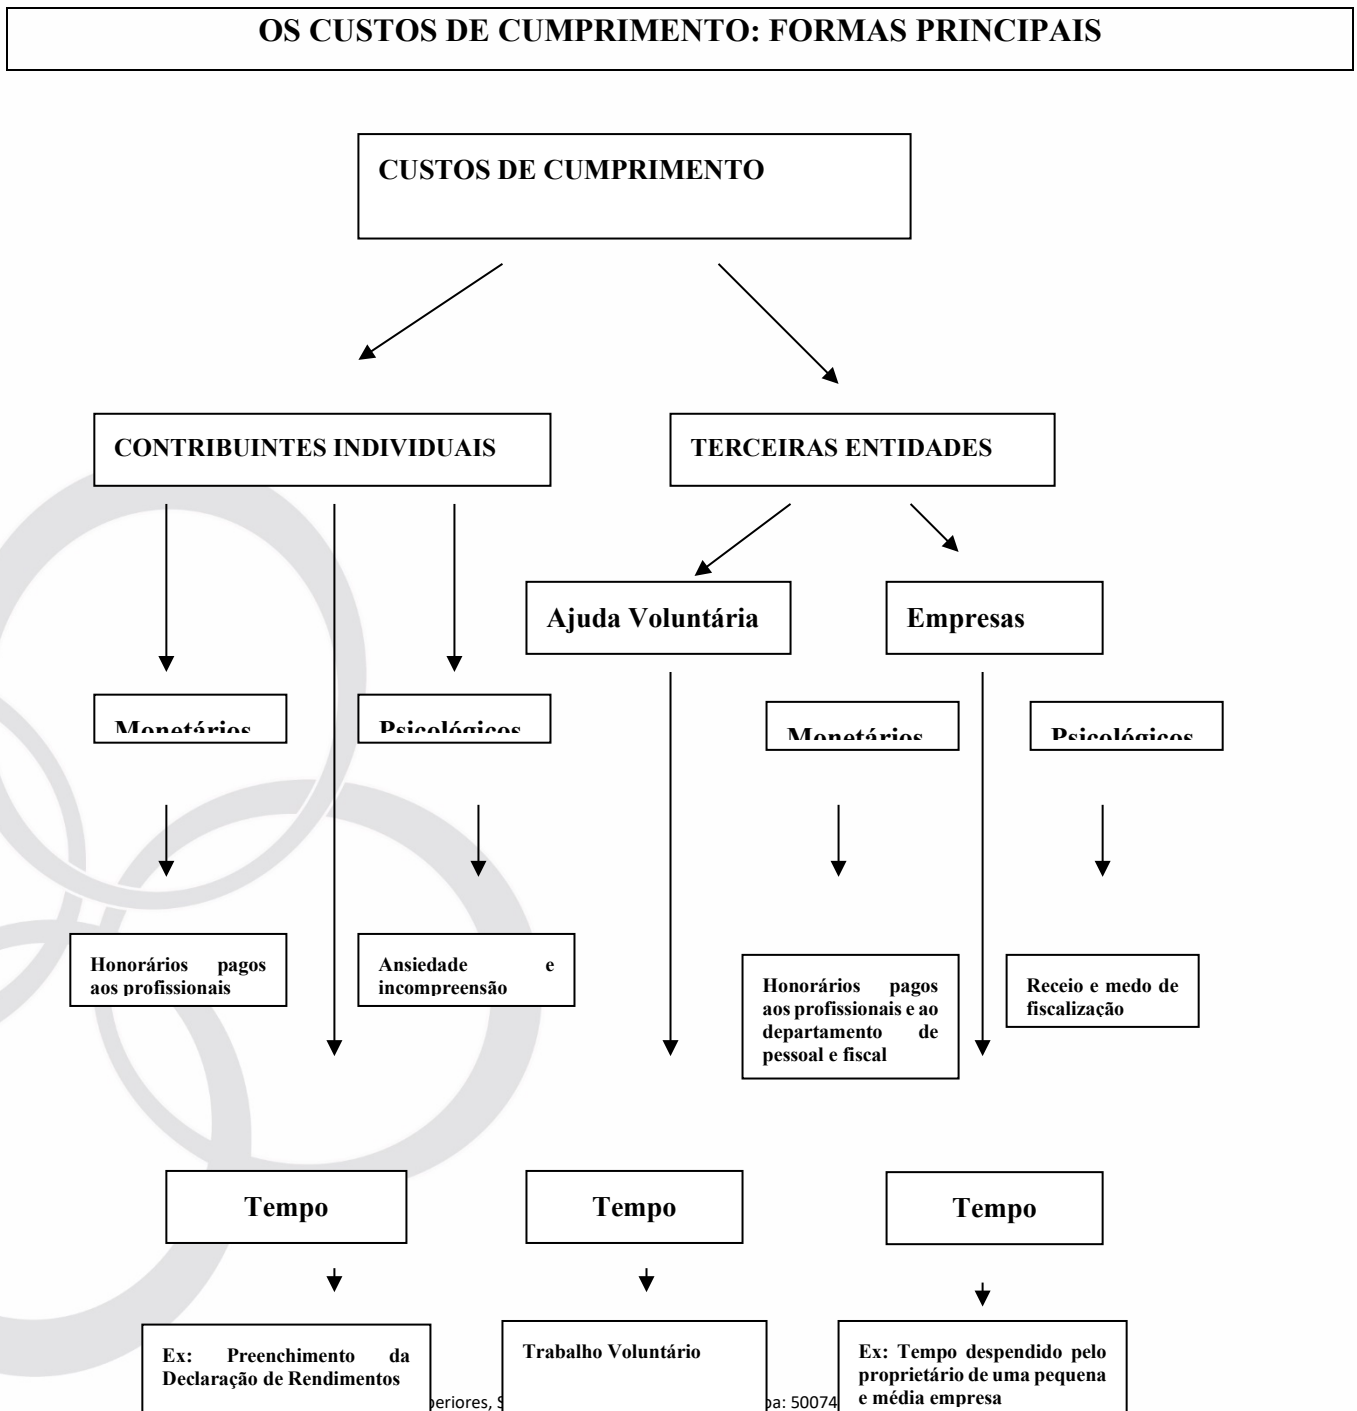 OS CUSTOS DE CUMPRIMENTO: FORMAS PRINCIPAIS
CUSTOS DE CUMPRIMENTO
CONTRIBUINTES INDIVIDUAIS
TERCEIRAS ENTIDADES
Ajuda Voluntária
Empresas
Monetários
Psicológicos
Monetários
Psicológicos
Honorários pagos
aos profissionais
Ansiedade e
incompreensão
Honorários pagos
aos profissionais e ao
departamento de
pessoal e fiscal
Receio e medo de
fiscalização
Tempo
Tempo
Tempo
Ex: Preenchimento da
Declaração de Rendimentos
Trabalho Voluntário
Ex: Tempo despendido pelo
proprietário de uma pequena
e média empresa